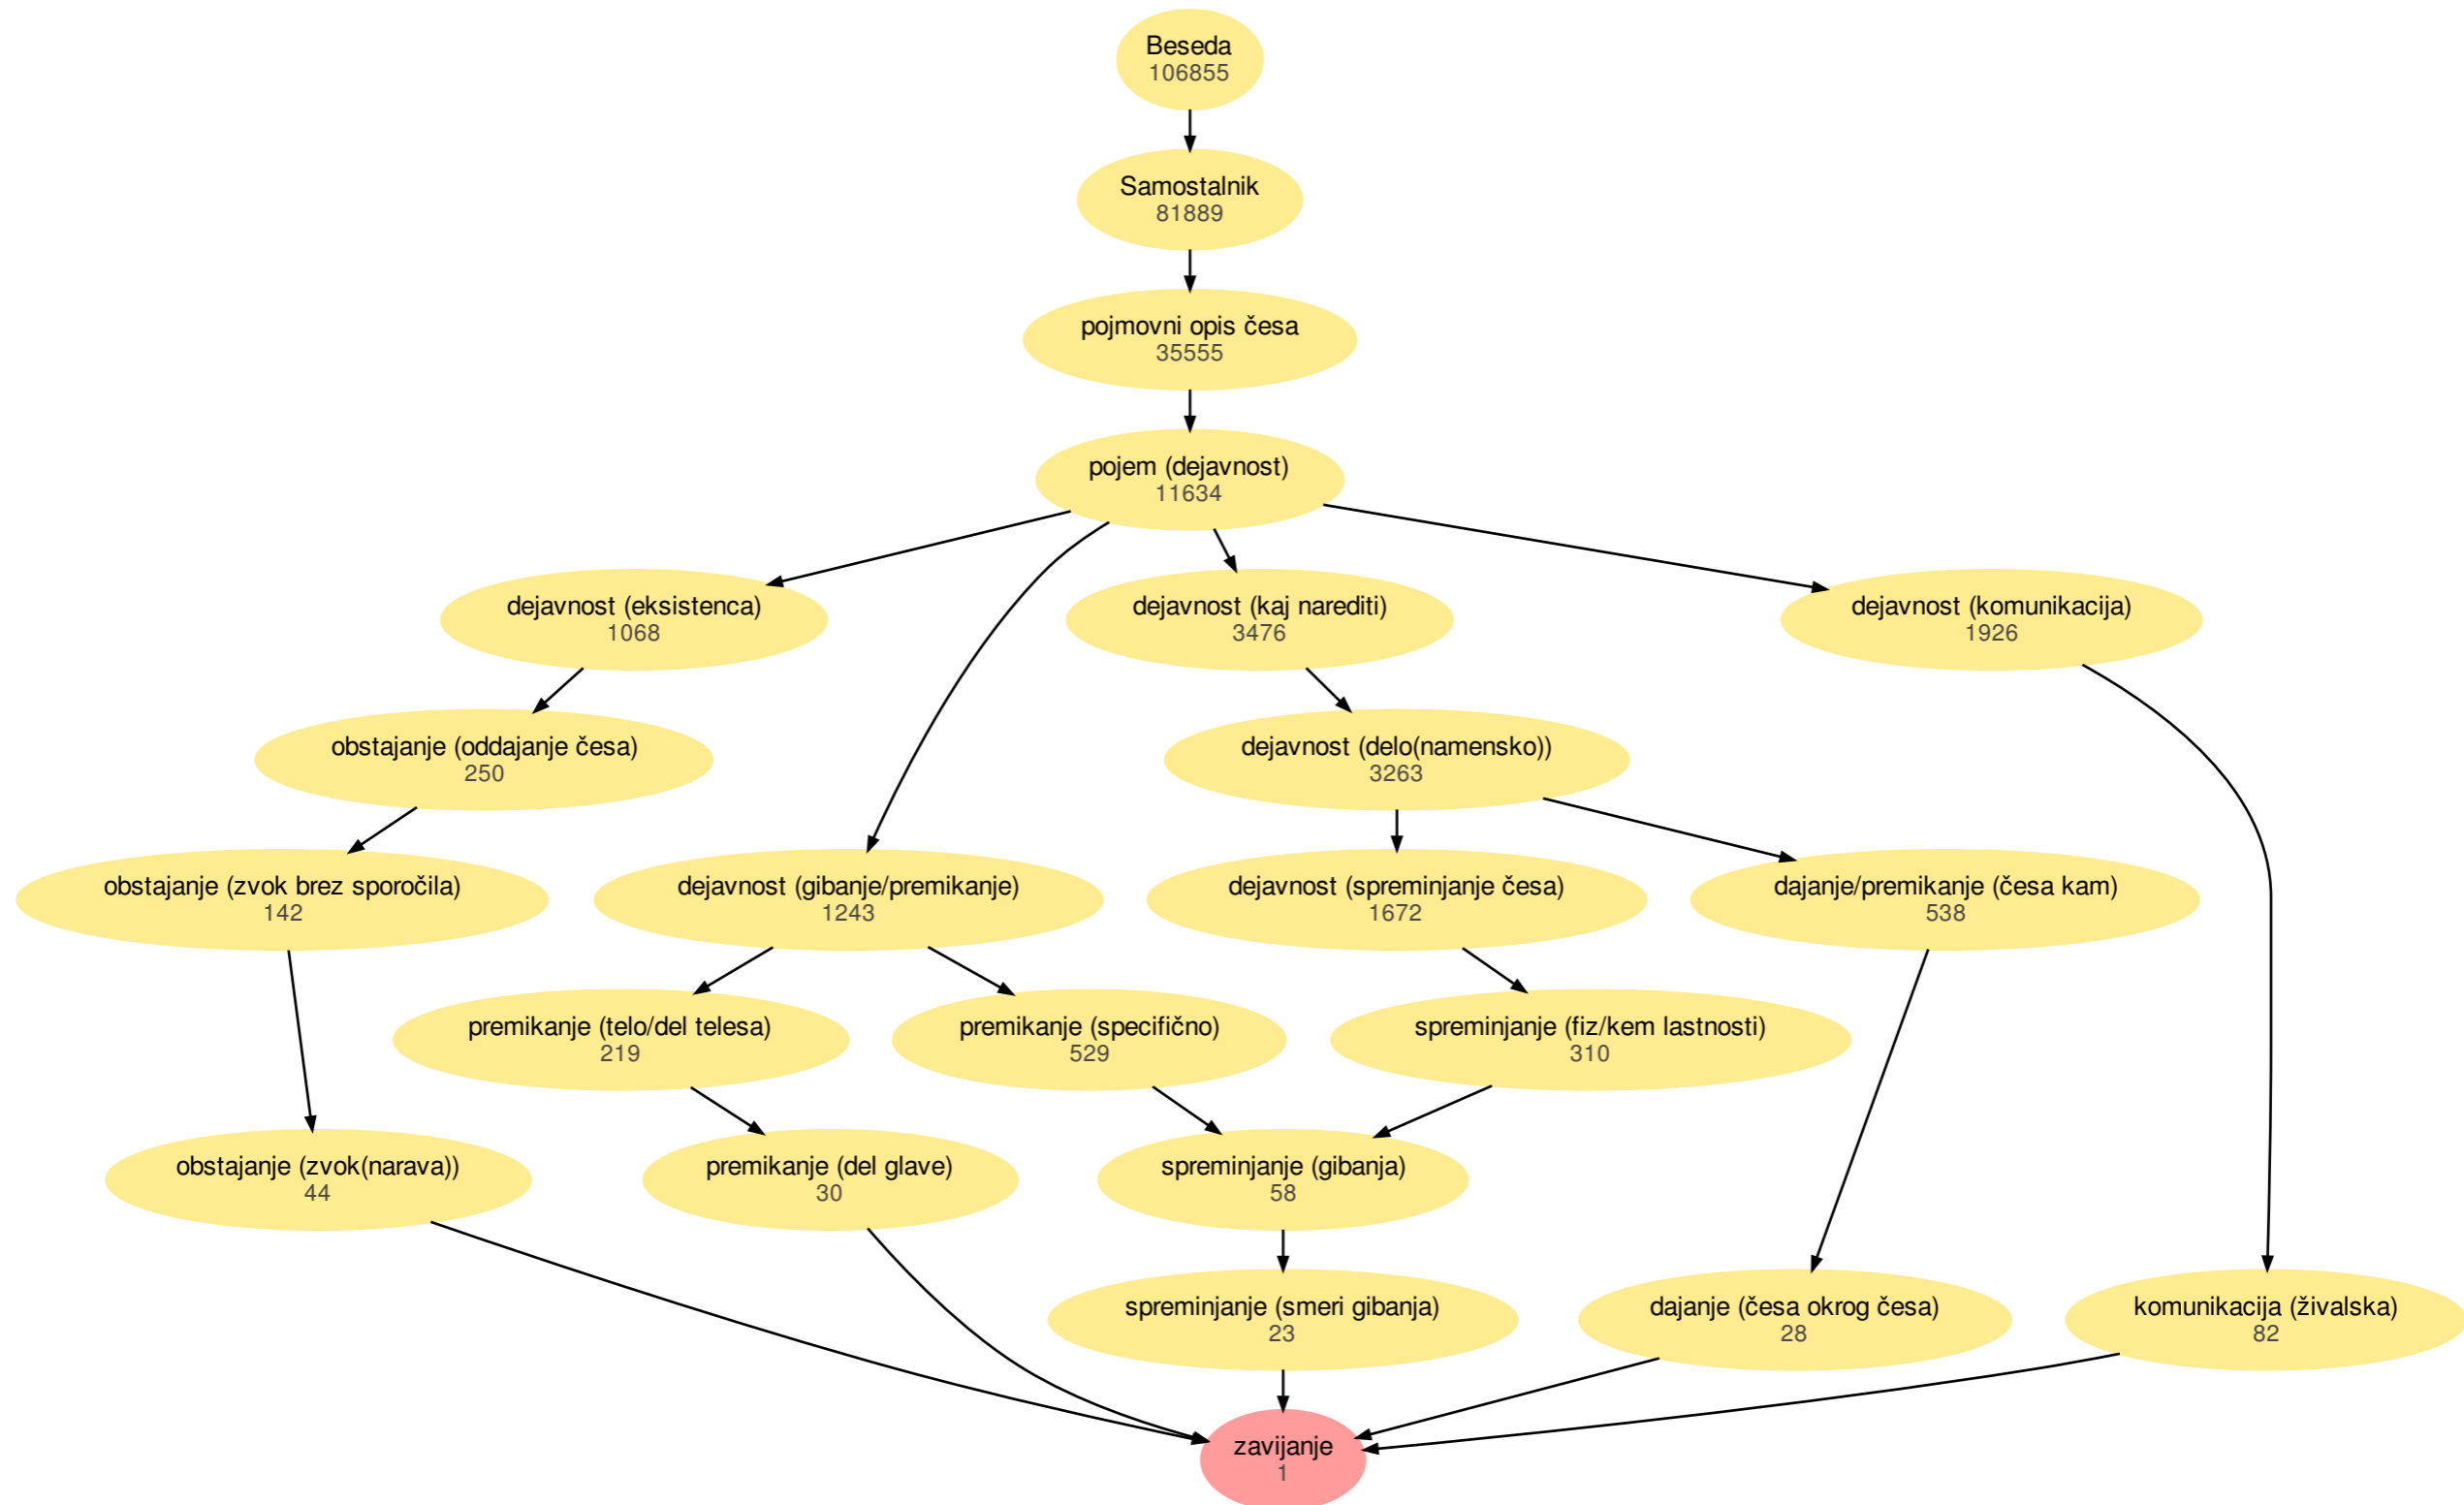 Beseda
106855
Samostalnik
81889
pojmovni opis česa
35555
pojem (dejavnost)
11634
dejavnost (eksistenca)
1068
dejavnost (kaj narediti)
3476
dejavnost (komunikacija)
1926
obstajanje (oddajanje česa)
250
dejavnost (delo(namensko))
3263
obstajanje (zvok brez sporočila)
142
dejavnost (gibanje/premikanje)
1243
dejavnost (spreminjanje česa)
1672
dajanje/premikanje (česa kam)
538
premikanje (telo/del telesa)
219
premikanje (specifično)
529
spreminjanje (fiz/kem lastnosti)
310
obstajanje (zvok(narava))
44
premikanje (del glave)
30
spreminjanje (gibanja)
58
spreminjanje (smeri gibanja)
23
dajanje (česa okrog česa)
28
komunikacija (živalska)
82
zavijanje
1